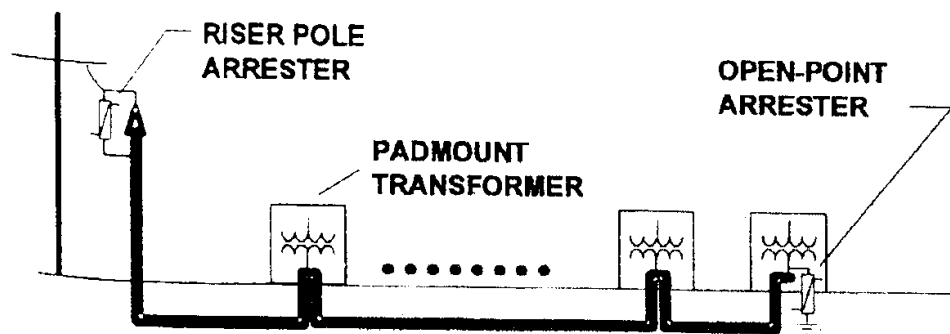 RISER POLE
ARRESTER
OPEN-POINT
ARRESTER
PADMOUNT
TRANSFORMER